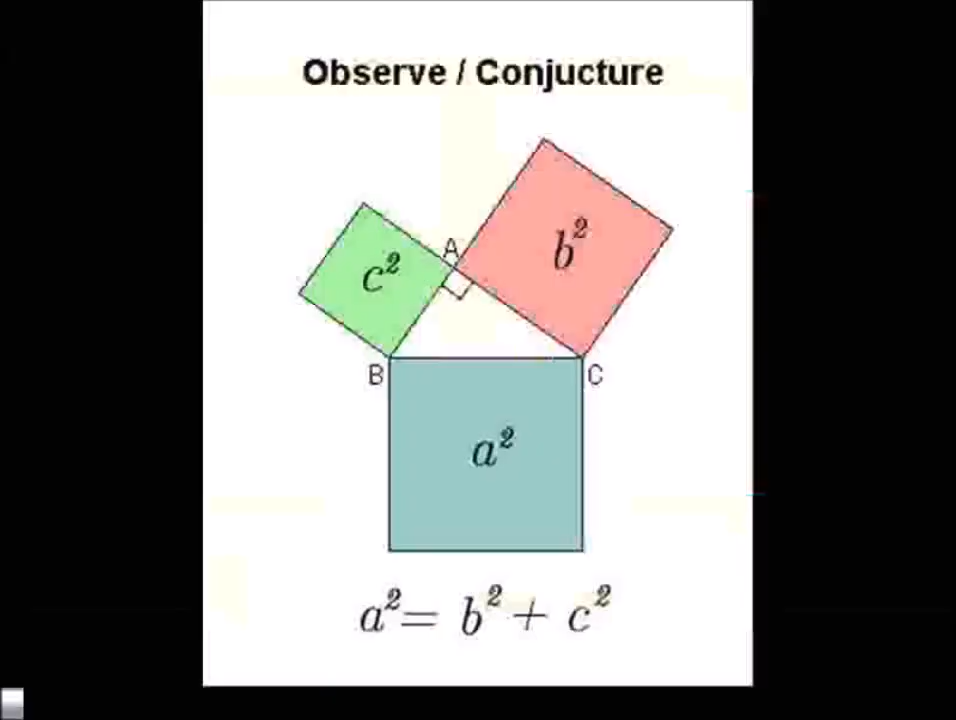 Observe / Conjucture
b²
A
c²
B
C
a²
a² = b² + c²